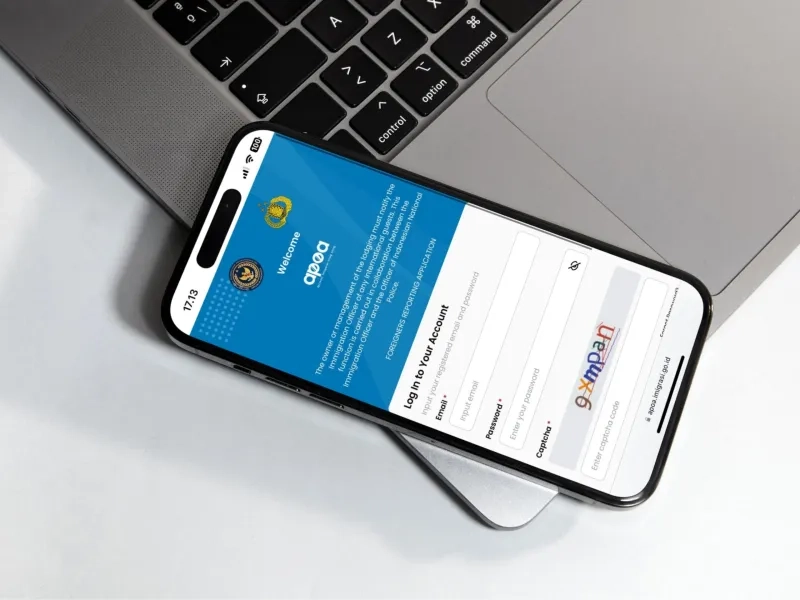 A
Z
>
<
^
control
⌥
option
⌘
command
17.13
100
Welcome
apoa
The owner or management of the lodging must notify the
Immigration Officer of any international guests. This
function is carried out in collaboration between the
Immigration Officer and the Officer of Indonesian National
Police.
FOREIGNERS REPORTING APPLICATION
Log In to Your Account
Input your registered email and password
Email *
Input email
Password *
Enter your password
Captcha *
gxmpan
Enter captcha code
apoa.imigrasi.go.id